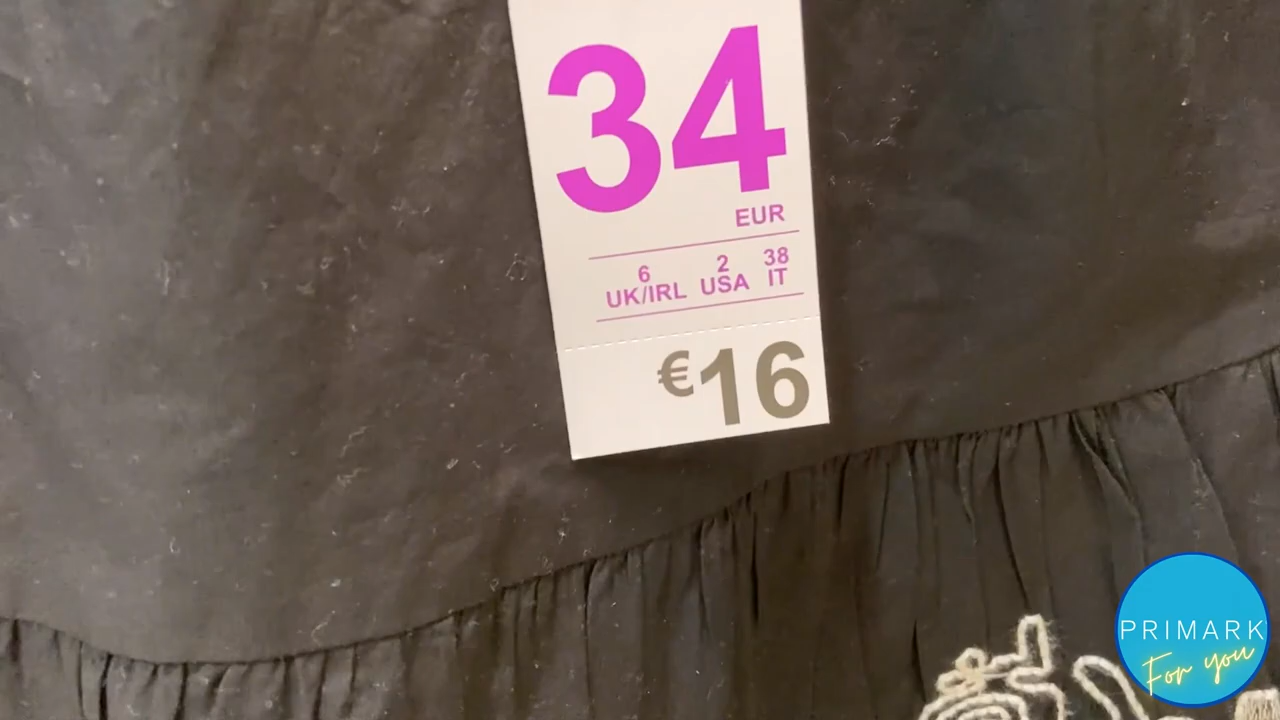 34
EUR
6 2 38
UK/IRL USA IT
€16
PRIMARK
For you